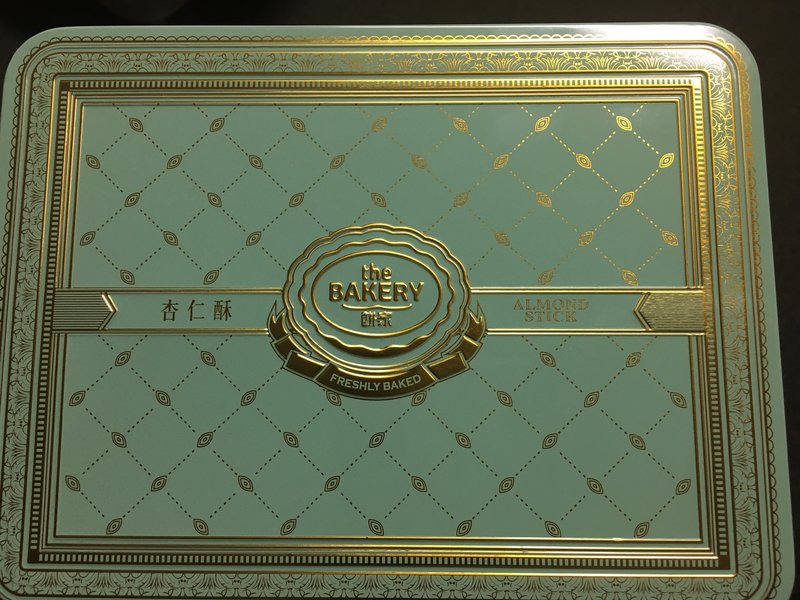 the
BAKERY
餅家
FRESHLY BAKED
杏仁酥
ALMOND
STICK